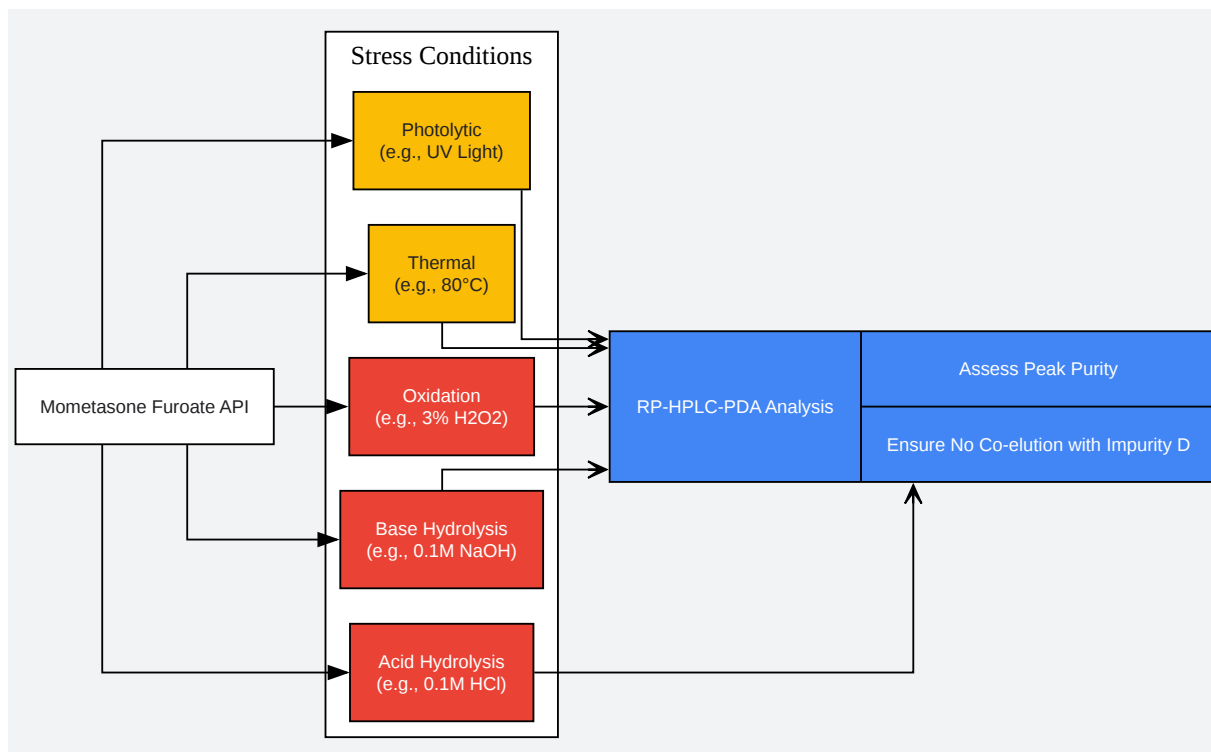 Stress Conditions
Photolytic
(e.g., UV Light)
Thermal
(e.g., 80°C)
Mometasone Furoate API
Oxidation
(e.g., 3% H2O2)
Base Hydrolysis
(e.g., 0.1M NaOH)
Acid Hydrolysis
(e.g., 0.1M HCl)
RP-HPLC-PDA Analysis
Assess Peak Purity
Ensure No Co-elution with Impurity D